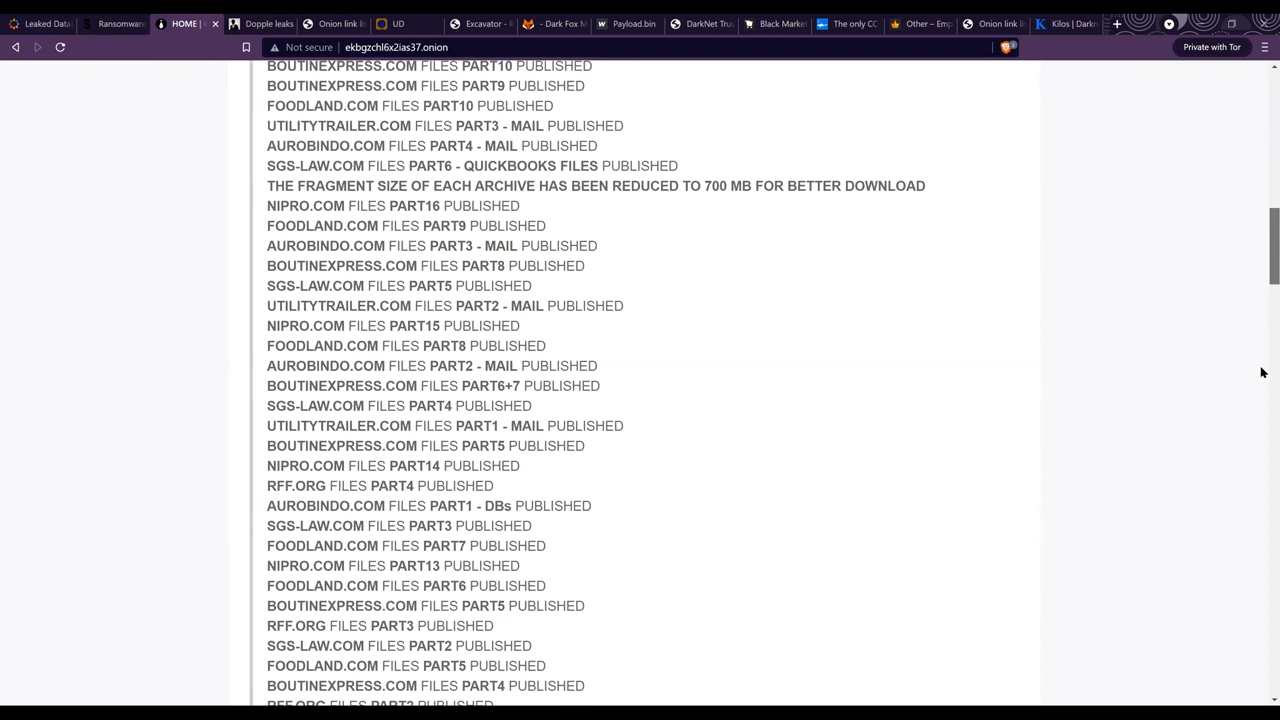 Leaked Data
Ransomware
HOME |
Dopple leaks
Onion link li
UD
Excavator -
- Dark Fox M
Payload.bin
DarkNet Tru
Black Marke
The only CC
Other – Emp
Onion link li
Kilos | Darkn
Not secure
ekbgzchl6x2ias37.onion
3
Private with Tor
BOUTINEXPRESS.COM FILES PART10 PUBLISHED
BOUTINEXPRESS.COM FILES PART9 PUBLISHED
FOODLAND.COM FILES PART10 PUBLISHED
UTILITYTRAILER.COM FILES PART3 - MAIL PUBLISHED
AUROBINDO.COM FILES PART4 - MAIL PUBLISHED
SGS-LAW.COM FILES PART6 - QUICKBOOKS FILES PUBLISHED
THE FRAGMENT SIZE OF EACH ARCHIVE HAS BEEN REDUCED TO 700 MB FOR BETTER DOWNLOAD
NIPRO.COM FILES PART16 PUBLISHED
FOODLAND.COM FILES PART9 PUBLISHED
AUROBINDO.COM FILES PART3 - MAIL PUBLISHED
BOUTINEXPRESS.COM FILES PART8 PUBLISHED
SGS-LAW.COM FILES PART5 PUBLISHED
UTILITYTRAILER.COM FILES PART2 - MAIL PUBLISHED
NIPRO.COM FILES PART15 PUBLISHED
FOODLAND.COM FILES PART8 PUBLISHED
AUROBINDO.COM FILES PART2 - MAIL PUBLISHED
BOUTINEXPRESS.COM FILES PART6+7 PUBLISHED
SGS-LAW.COM FILES PART4 PUBLISHED
UTILITYTRAILER.COM FILES PART1 - MAIL PUBLISHED
BOUTINEXPRESS.COM FILES PART5 PUBLISHED
NIPRO.COM FILES PART14 PUBLISHED
RFF.ORG FILES PART4 PUBLISHED
AUROBINDO.COM FILES PART1 - DBs PUBLISHED
SGS-LAW.COM FILES PART3 PUBLISHED
FOODLAND.COM FILES PART7 PUBLISHED
NIPRO.COM FILES PART13 PUBLISHED
FOODLAND.COM FILES PART6 PUBLISHED
BOUTINEXPRESS.COM FILES PART5 PUBLISHED
RFF.ORG FILES PART3 PUBLISHED
SGS-LAW.COM FILES PART2 PUBLISHED
FOODLAND.COM FILES PART5 PUBLISHED
BOUTINEXPRESS.COM FILES PART4 PUBLISHED
RFF.ORG FILES PART2 PUBLISHED